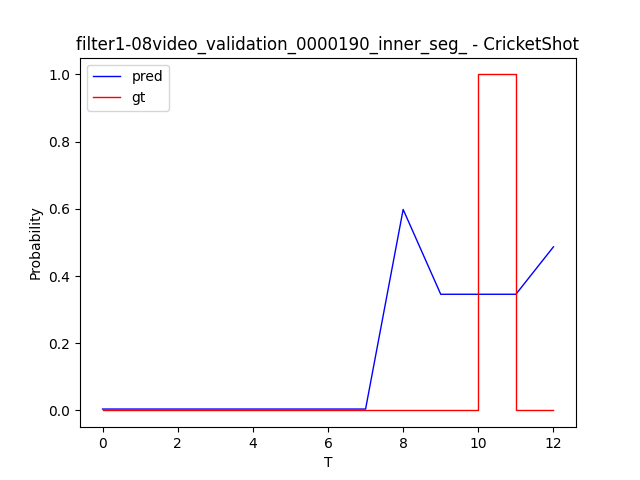 filter1-08video_validation_0000190_inner_seg_ - CricketShot
pred
gt
Probability
1.0
0.8
0.6
0.4
0.2
0.0
0 2 4 6 8 10 12
T